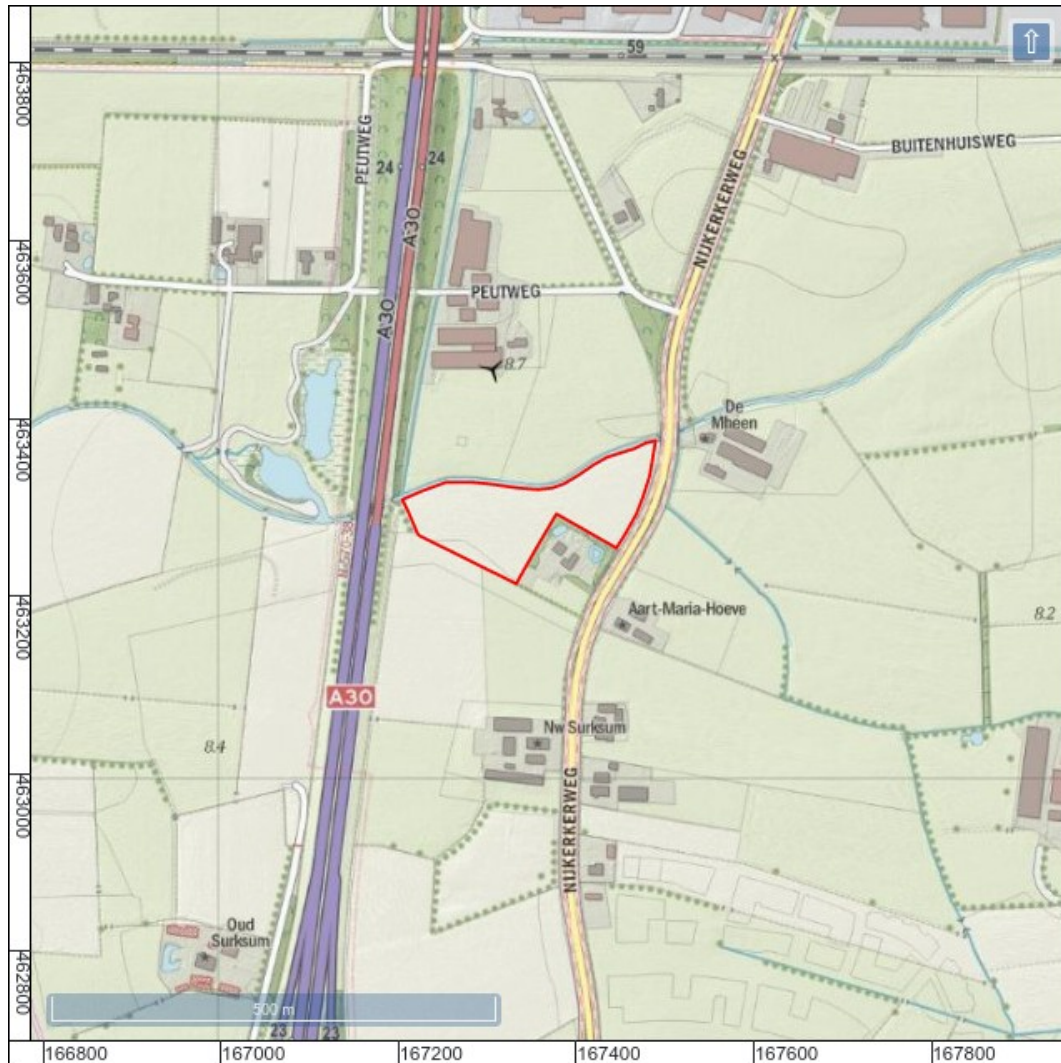 59
463800
PEUTWEG
24
24
A30
NIJKERKERWEG
BUITENHUISWEG
463600
PEUTWEG
A30
8.7
De
Mheen
463400
Aart-Maria-Hoeve
8.2
463200
A30
Nw Surksum
8.4
463000
NIJKERKERWEG
Oud
Surksum
462800
500 m
23
23
166800
167000
167200
167400
167600
167800